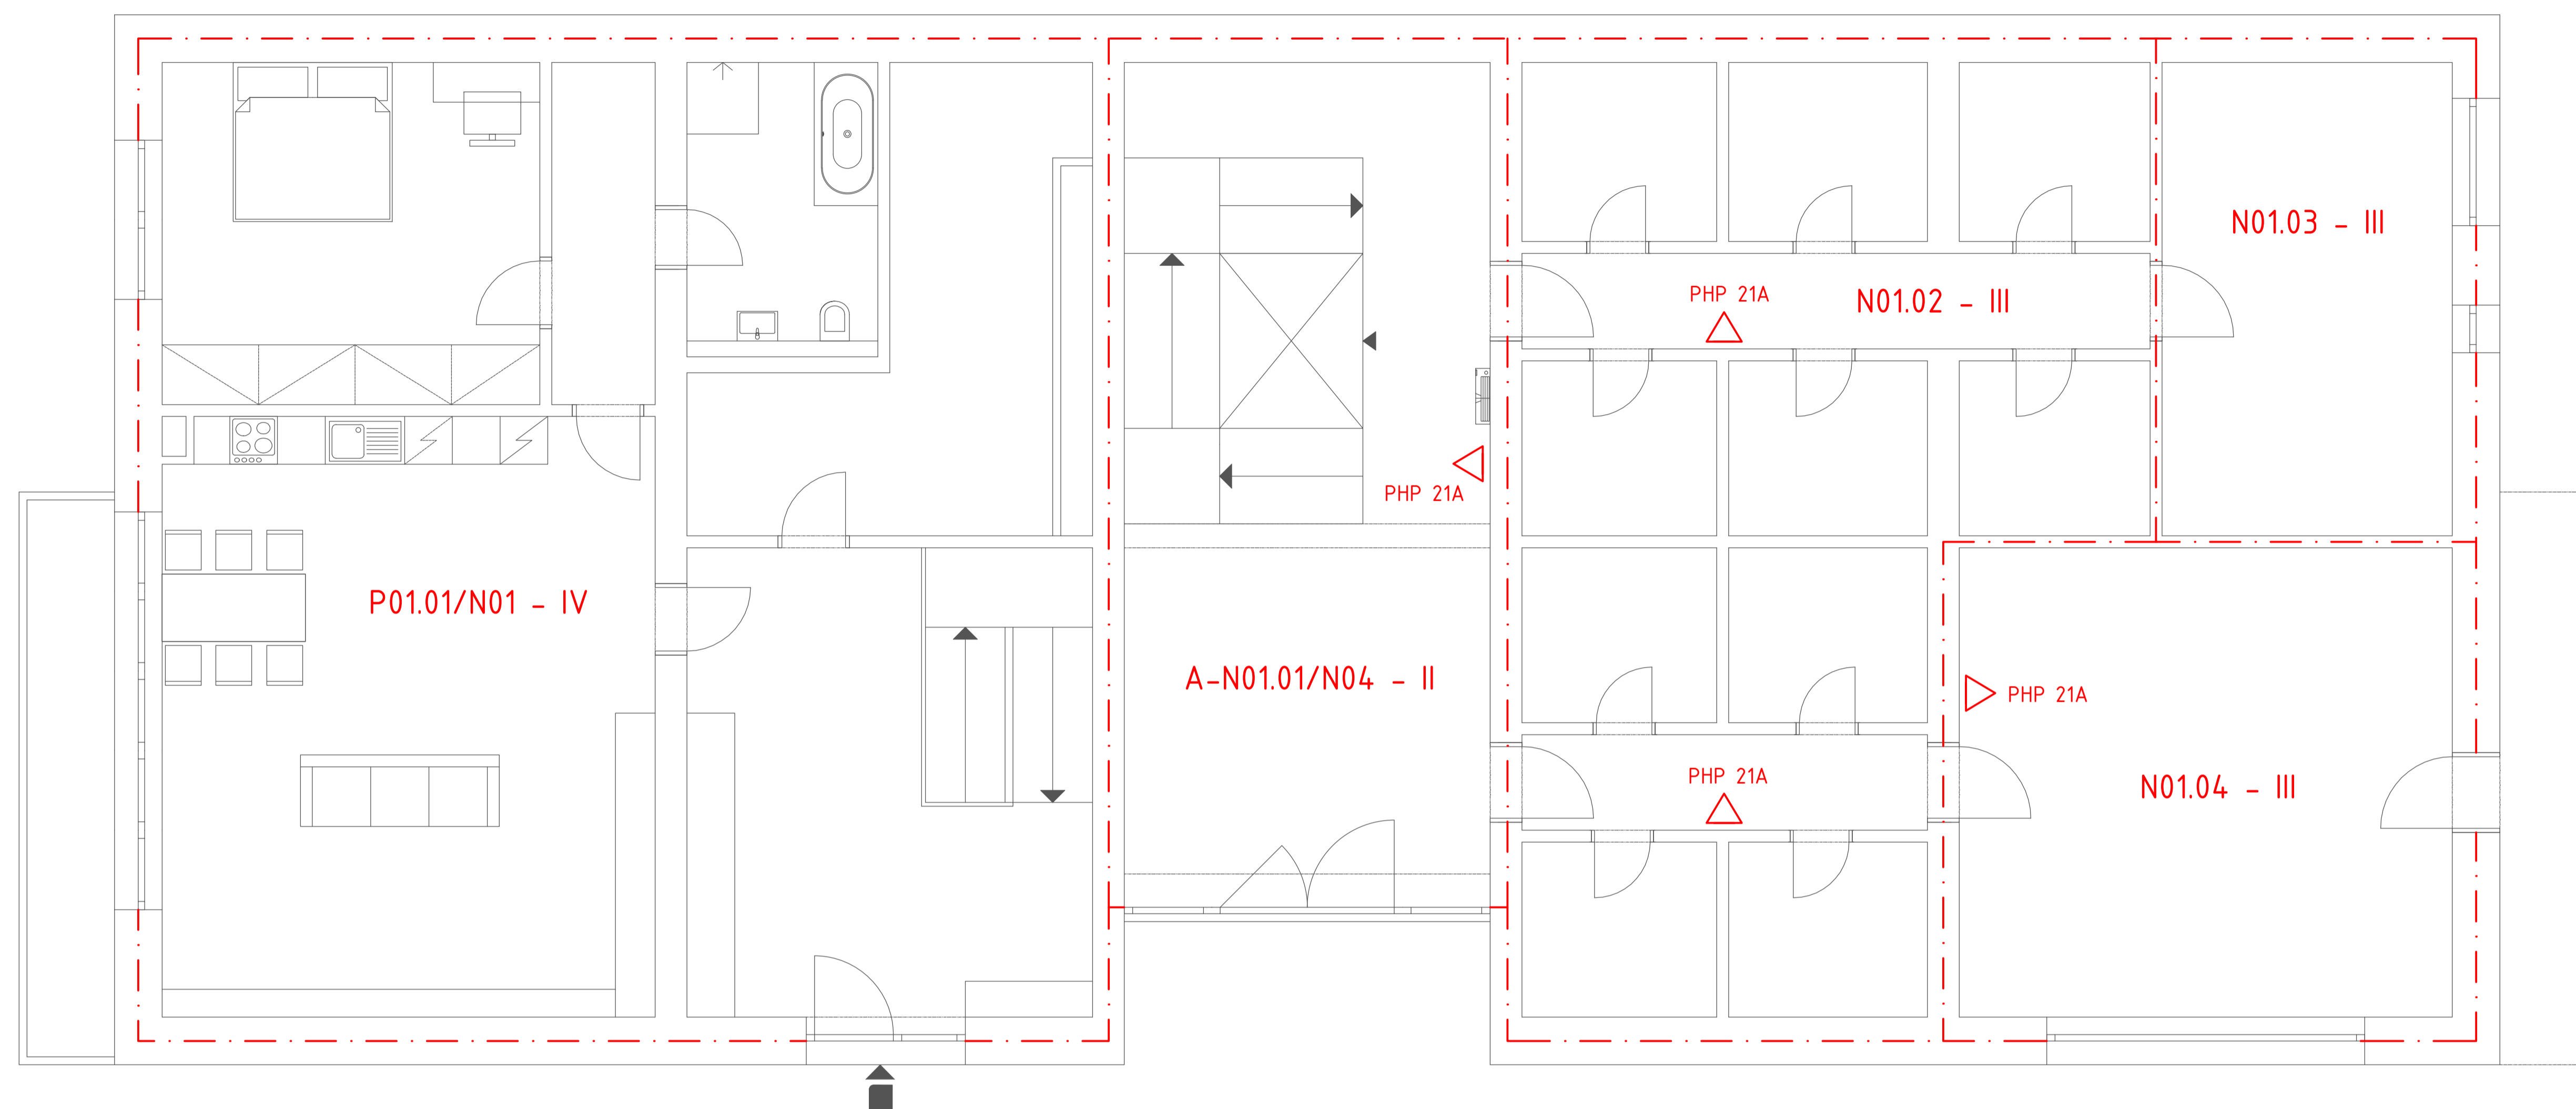 N01.03 - III
PHP 21A
N01.02 - III
PHP 21A
P01.01/N01 - IV
A-N01.01/N04 - II
PHP 21A
PHP 21A
N01.04 - III